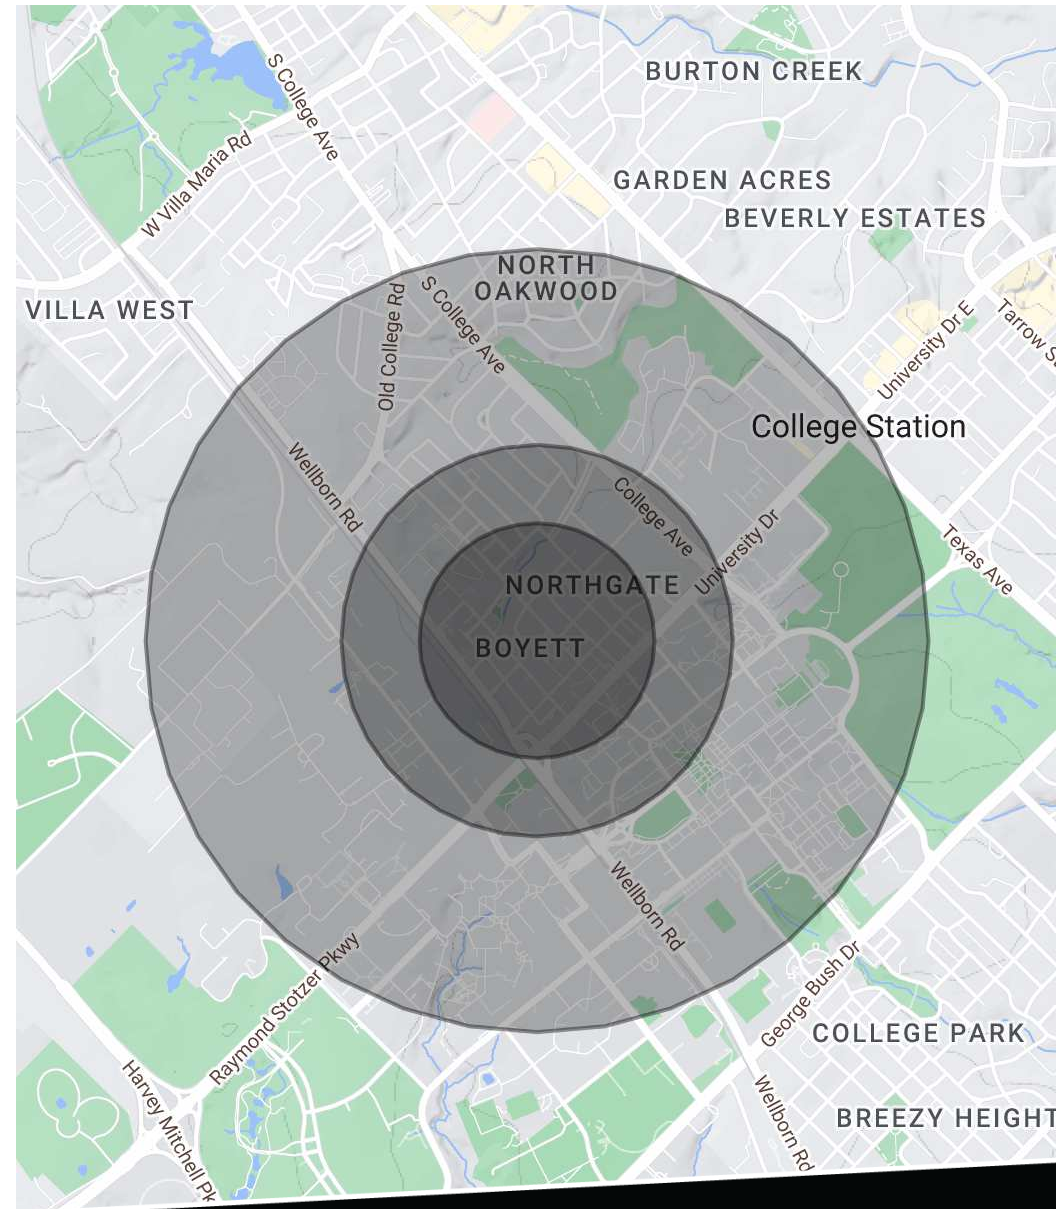 BURTON CREEK
S College Ave
W Villa Maria Rd
GARDEN ACRES
BEVERLY ESTATES
NORTH
OAKWOOD
VILLA WEST
Old College Rd
S College Ave
University Dr E
Tarrow S
College Station
Wellborn Rd
College Ave
University Dr
Texas Ave
NORTHGATE
BOYETT
Wellborn Rd
Raymond Stotzer Pkwy
George Bush Dr
COLLEGE PARK
Harvey Mitchell Pk
Wellborn Rd
BREEZY HEIGHT